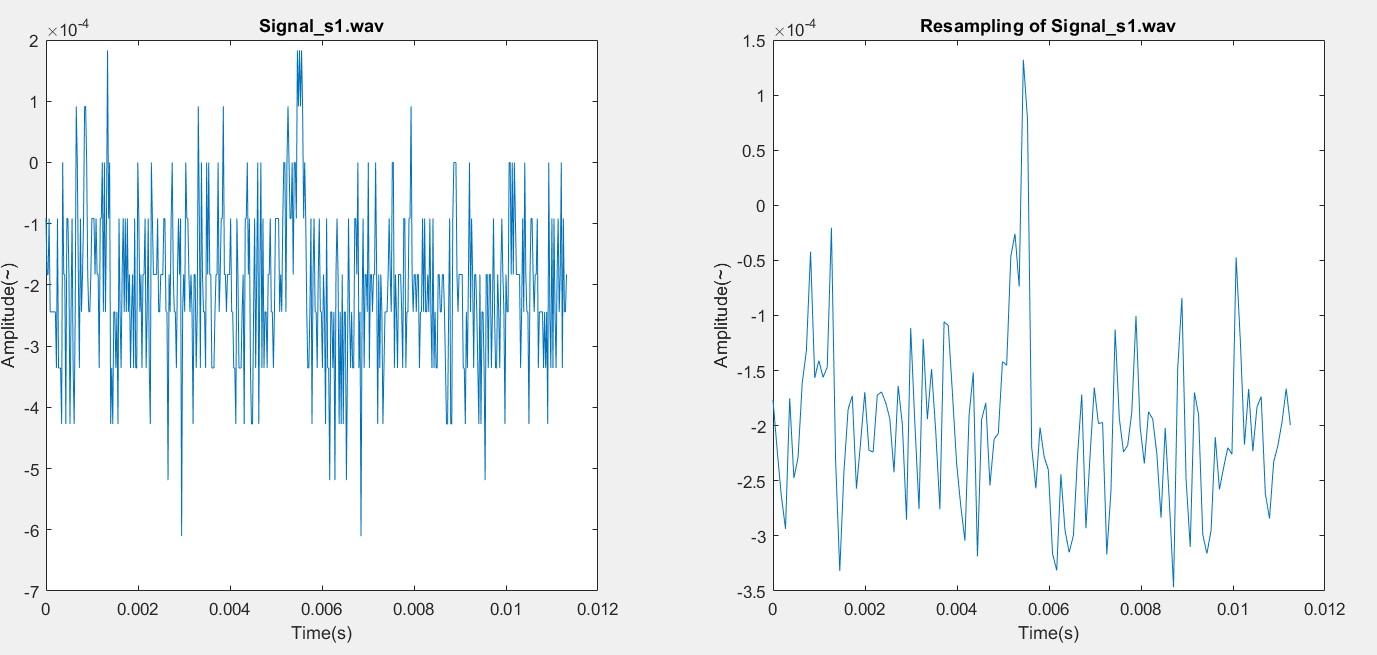 Signal_s1.wav
×10-4
2
1
0
-1
-2
-3
-4
-5
-6
-7
Amplitude(~)
0 0.002 0.004 0.006 0.008 0.01 0.012
Time(s)
Resampling of Signal_s1.wav
×10-4
1.5
1
0.5
0
-0.5
-1
-1.5
-2
-2.5
-3
-3.5
Amplitude(~)
0 0.002 0.004 0.006 0.008 0.01 0.012
Time(s)